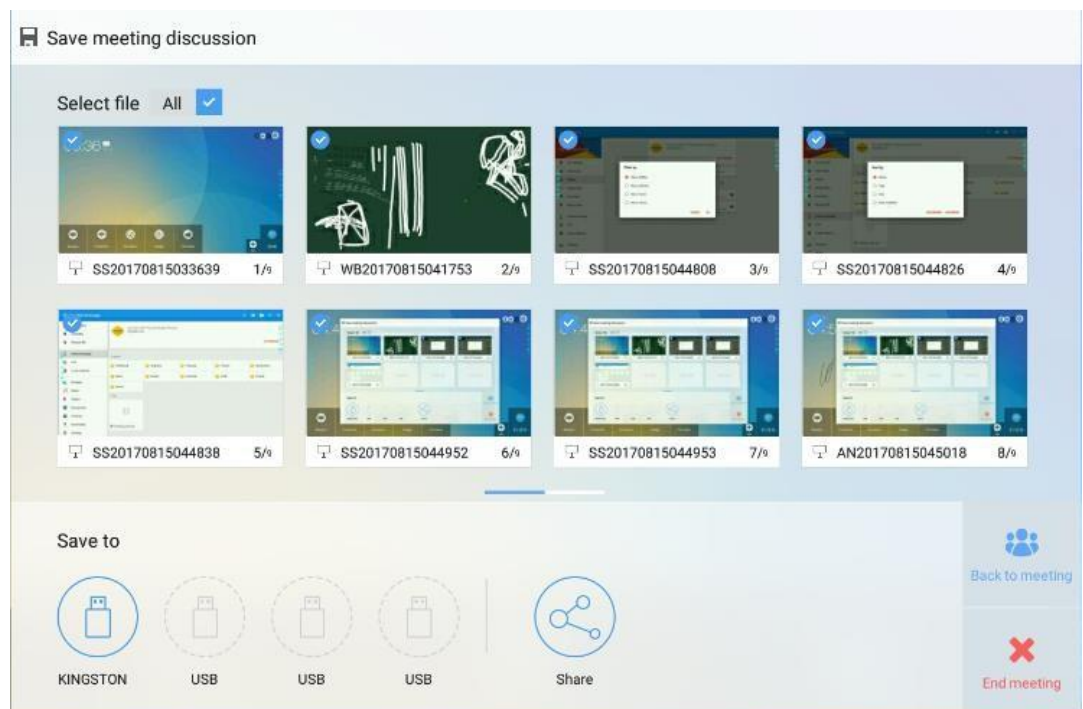 Save meeting discussion
Select file All
SS20170815033639 1/9
WB20170815041753 2/9
SS20170815044808 3/9
SS20170815044826 4/9
SS20170815044838 5/9
SS20170815044952 6/9
SS20170815044953 7/9
AN20170815045018 8/9
Save to
Back to meeting
KINGSTON USB USB USB Share
End meeting